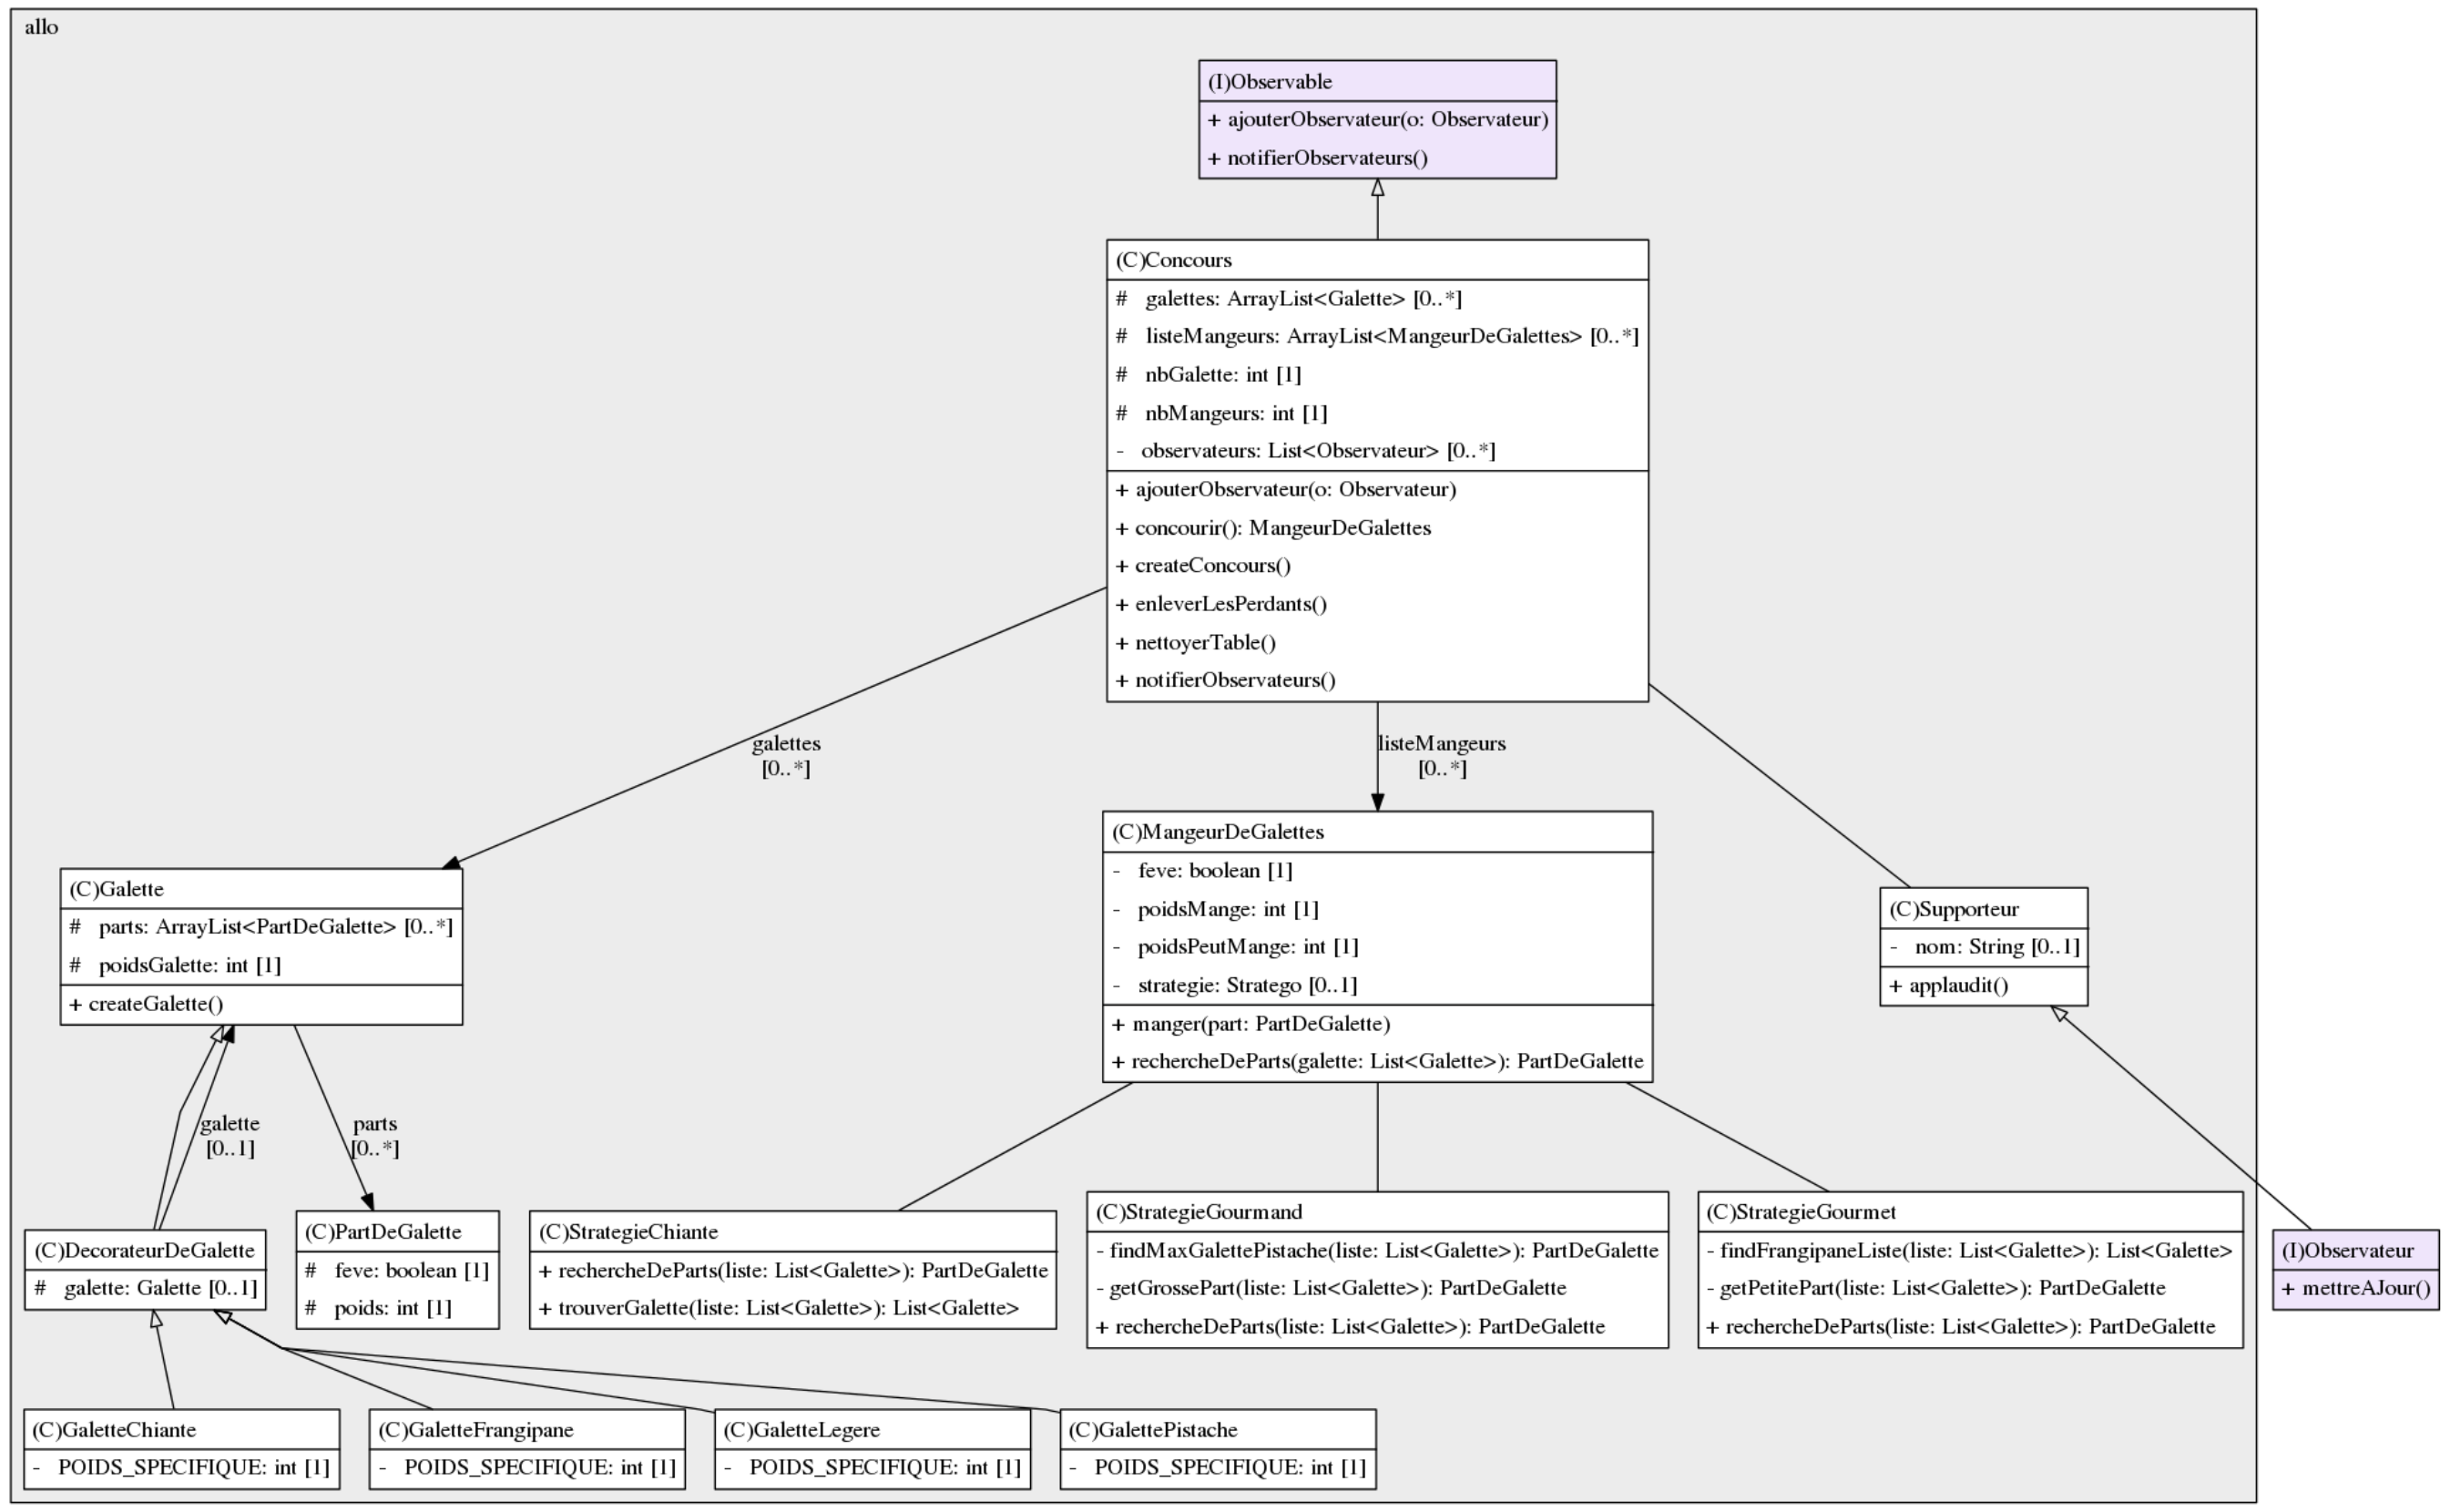 allo
(I)Observable
+ ajouterObservateur(o: Observateur)
+ notifierObservateurs()
(C)Concours
# galettes: ArrayList<Galette> [0..*]
# listeMangeurs: ArrayList<MangeurDeGalettes> [0..*]
# nbGalette: int [1]
# nbMangeurs: int [1]
- observateurs: List<Observateur> [0..*]
+ ajouterObservateur(o: Observateur)
+ concourir(): MangeurDeGalettes
+ createConcours()
+ enleverLesPerdants()
+ nettoyerTable()
+ notifierObservateurs()
galettes
[0..*]
listeMangeurs
[0..*]
(C)Galette
# parts: ArrayList<PartDeGalette> [0..*]
# poidsGalette: int [1]
+ createGalette()
(C)MangeurDeGalettes
- feve: boolean [1]
- poidsMange: int [1]
- poidsPeutMange: int [1]
- strategie: Stratego [0..1]
+ manger(part: PartDeGalette)
+ rechercheDeParts(galette: List<Galette>): PartDeGalette
(C)Supporteur
- nom: String [0..1]
+ applaudit()
galette
[0..1]
parts
[0..*]
(C)DecorateurDeGalette
# galette: Galette [0..1]
(C)PartDeGalette
# feve: boolean [1]
# poids: int [1]
(C)StrategieChiante
+ rechercheDeParts(liste: List<Galette>): PartDeGalette
+ trouverGalette(liste: List<Galette>): List<Galette>
(C)StrategieGourmand
- findMaxGalettePistache(liste: List<Galette>): PartDeGalette
- getGrossePart(liste: List<Galette>): PartDeGalette
+ rechercheDeParts(liste: List<Galette>): PartDeGalette
(C)StrategieGourmet
- findFrangipaneListe(liste: List<Galette>): List<Galette>
- getPetitePart(liste: List<Galette>): PartDeGalette
+ rechercheDeParts(liste: List<Galette>): PartDeGalette
(I)Observateur
+ mettreAJour()
(C)GaletteChiante
- POIDS_SPECIFIQUE: int [1]
(C)GaletteFrangipane
- POIDS_SPECIFIQUE: int [1]
(C)GaletteLegere
- POIDS_SPECIFIQUE: int [1]
(C)GalettePistache
- POIDS_SPECIFIQUE: int [1]